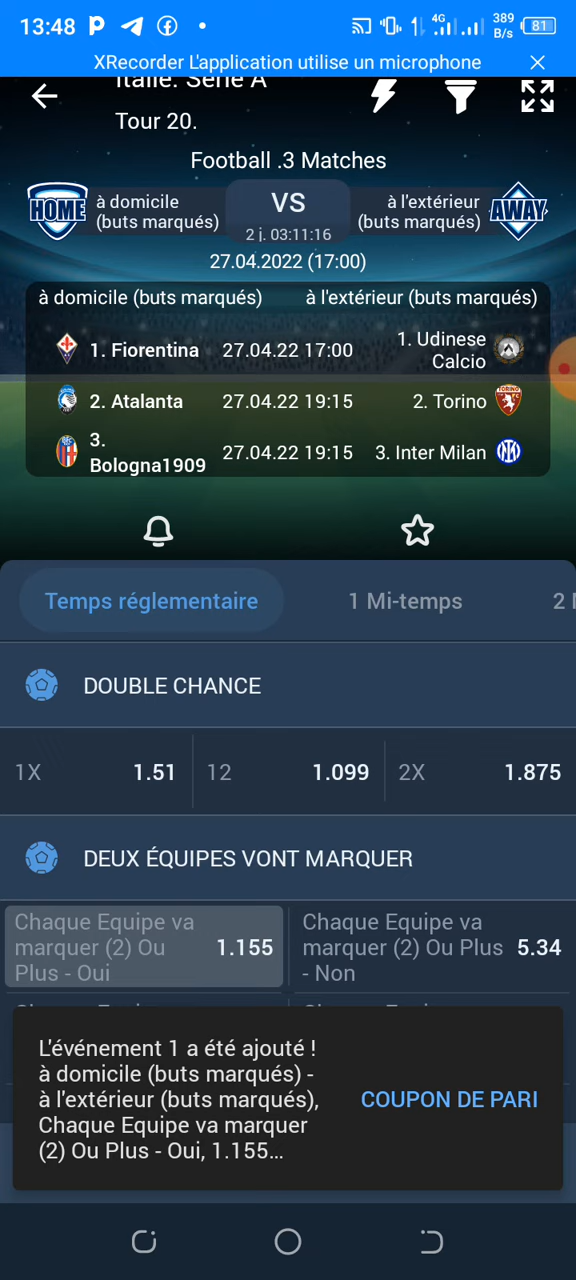 13:48
4G
389 B/s
81
XRecorder L'application utilise un microphone
Italie. Série A
Tour 20.
Football .3 Matches
HOME
à domicile
(buts marqués)
VS
2 j. 03:11:16
à l'extérieur
(buts marqués)
AWAY
27.04.2022 (17:00)
à domicile (buts marqués)
à l'extérieur (buts marqués)
1. Fiorentina
27.04.22 17:00
1. Udinese
Calcio
2. Atalanta
27.04.22 19:15
2. Torino
3.
Bologna1909
27.04.22 19:15
3. Inter Milan
Temps réglementaire
1 Mi-temps
2
DOUBLE CHANCE
1X 1.51
12 1.099
2X 1.875
DEUX ÉQUIPES VONT MARQUER
Chaque Equipe va
marquer (2) Ou
Plus - Oui
1.155
Chaque Equipe va
marquer (2) Ou Plus
- Non
5.34
L'événement 1 a été ajouté !
à domicile (buts marqués) -
à l'extérieur (buts marqués),
Chaque Equipe va marquer
(2) Ou Plus - Oui, 1.155...
COUPON DE PARI